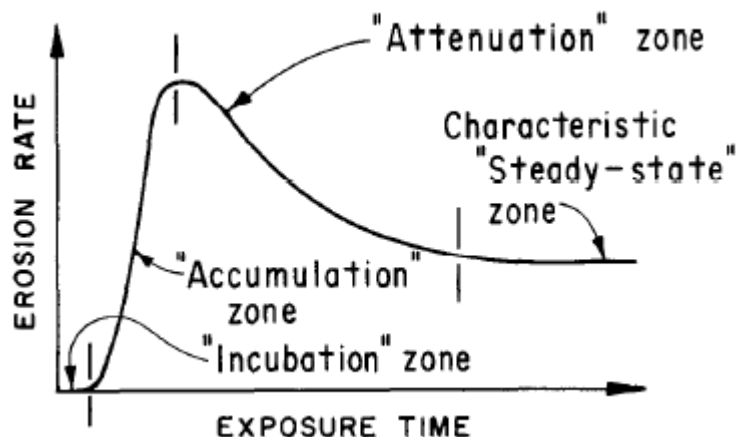 "Attenuation" zone
Characteristic
"Steady-state"
zone
"Accumulation"
zone
"Incubation" zone
EROSION RATE
EXPOSURE TIME